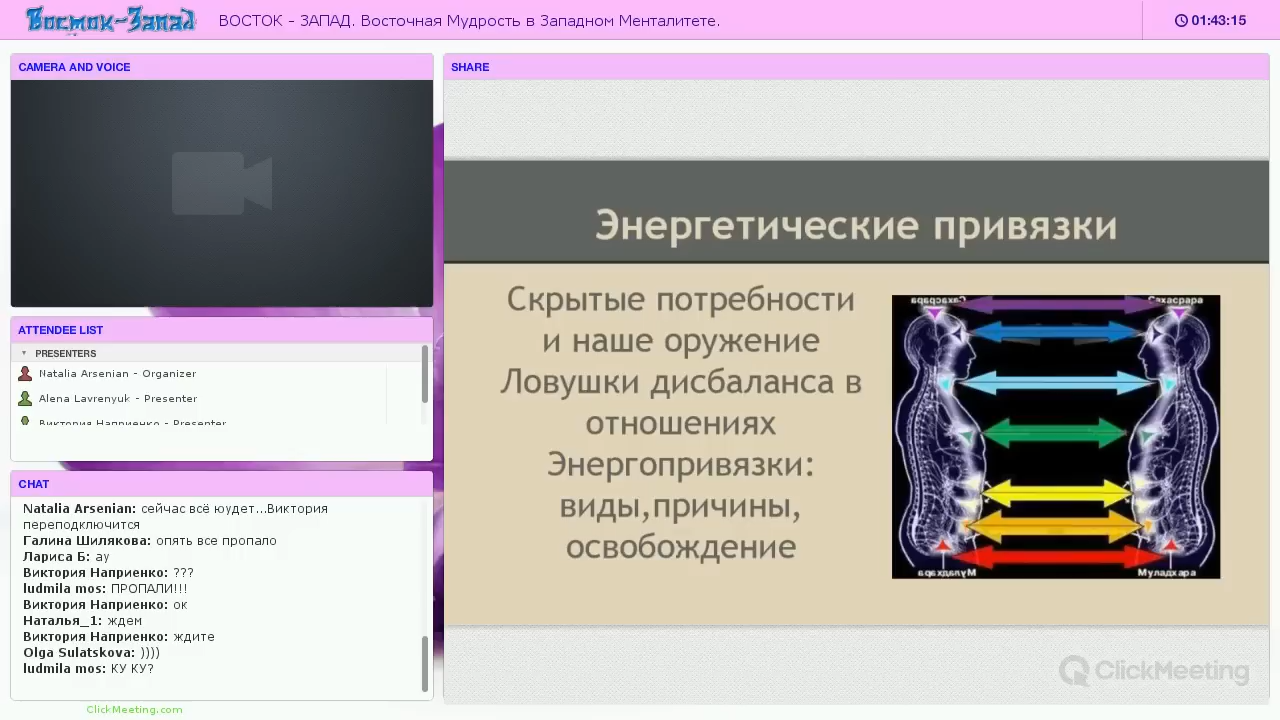 Восток-Запад
ВОСТОК - ЗАПАД. Восточная Мудрость в Западном Менталитете.
01:43:15
CAMERA AND VOICE
ATTENDEE LIST
PRESENTERS
Natalia Arsenian - Organizer
Alena Lavrenyuk - Presenter
Виктория Наприенко - Presenter
CHAT
Natalia Arsenian: сейчас всё юудет...Виктория
переподключится
Галина Шилякова: опять все пропало
Лариса Б: ау
Виктория Наприенко: ???
ludmila mos: ПРОПАЛИ!!!
Виктория Наприенко: ок
Наталья_1: ждем
Виктория Наприенко: ждите
Olga Sulatskova: ))))
ludmila mos: КУ КУ?
ClickMeeting.com
SHARE
Энергетические привязки
Скрытые потребности
и наше оружение
Ловушки дисбаланса в
отношениях
Энергопривязки:
виды,причины,
освобождение
Сахасрара
Сахасрара
Муладхара
Муладхара
ClickMeeting